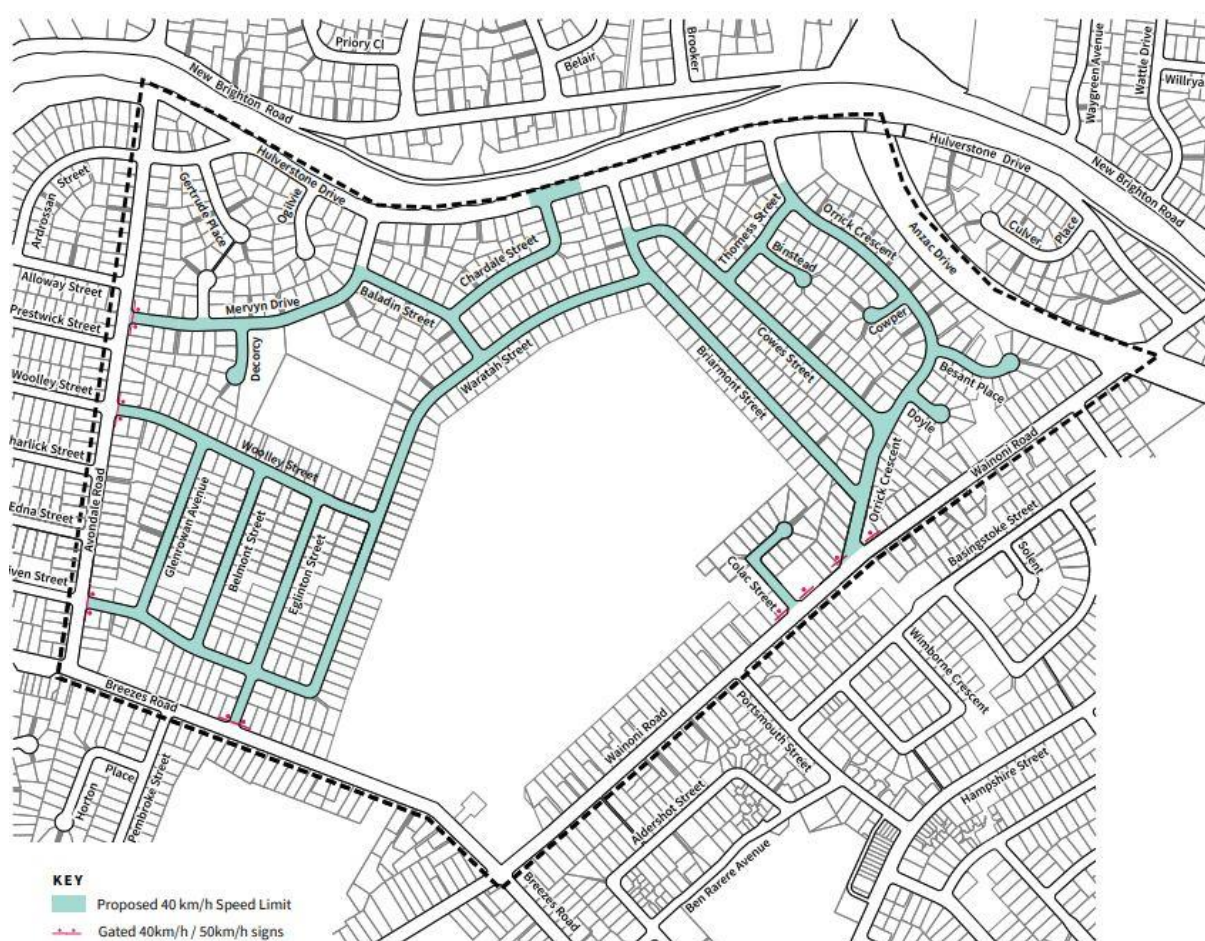 Priory Cl
Belair
Brooker
Waygreen Avenue
Wattle Drive
Willrya
New Brighton Road
Hulverstone Drive
New Brighton Road
Hulverstone Drive
Ardrossan Street
Gertrude Place
Ogilvie
Thomess Street
Orrick Crescent
Anzac Drive
Culver Place
Chardale Street
Binstead
Alloway Street
Prestwick Street
Mervyn Drive
Baladin Street
Cowper
Decorcy
Waratah Street
Cowes Street
Briarmont Street
Besant Place
Woolley Street
Doyle
harlick Street
Woolley Street
Wainoni Road
Avondale Road
Edna Street
Glenrowan Avenue
Belmont Street
Eglinton Street
Orrick Crescent
Basingstoke Street
Solent
iven Street
Colac Street
Wimborne Crescent
Breezes Road
Portsmouth Street
Wainoni Road
Horton Place
Pembroke Street
Aldershot Street
Hampshire Street
Ben Rarere Avenue
Breezes Road
KEY
Proposed 40 km/h Speed Limit
Gated 40km/h / 50km/h signs